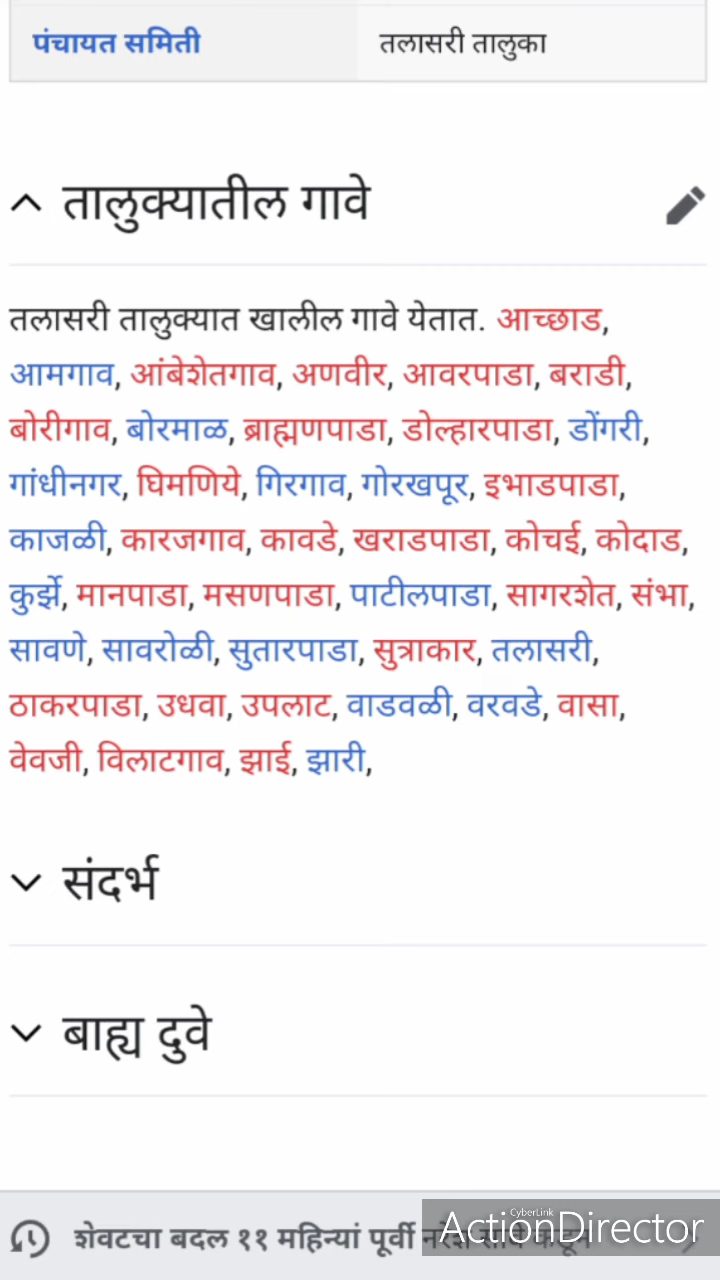 पंचायत समिती तलासरी तालुका
तालुक्यातील गावे
तलासरी तालुक्यात खालील गावे येतात. आच्छाड,
आमगाव, आंबेशेतगाव, अणवीर, आवरपाडा, बराडी,
बोरीगाव, बोरमाळ, ब्राह्मणपाडा, डोल्हारपाडा, डोंगरी,
गांधीनगर, घिमणिये, गिरगाव, गोरखपूर, इभाडपाडा,
काजळी, कारजगाव, कावडे, खराडपाडा, कोचई, कोदाड,
कुर्झे, मानपाडा, मसणपाडा, पाटीलपाडा, सागरशेत, संभा,
सावणे, सावरोळी, सुतारपाडा, सुत्राकार, तलासरी,
ठाकरपाडा, उधवा, उपलाट, वाडवळी, वरवडे, वासा,
वेवजी, विलाटगाव, झाई, झारी,
संदर्भ
बाह्य दुवे
शेवटचा बदल ११ महिन्यां पूर्वी
CyberLink
ActionDirector